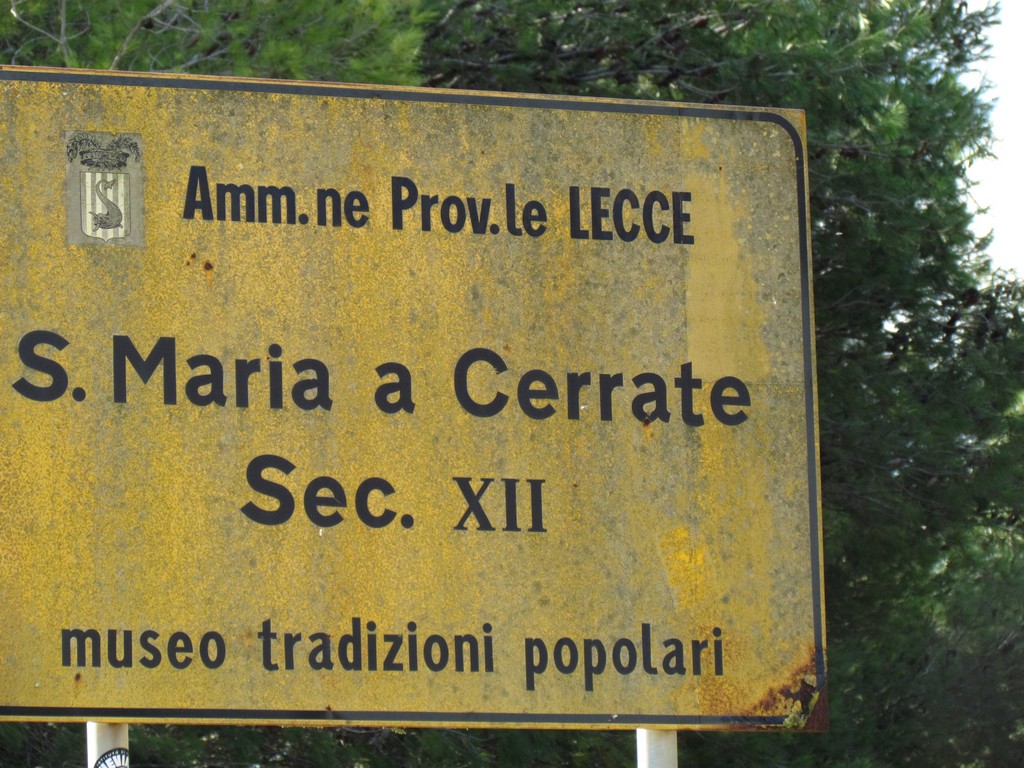 Amm.ne Prov.le LECCE
S. Maria a Cerrate
Sec. XII
museo tradizioni popolari